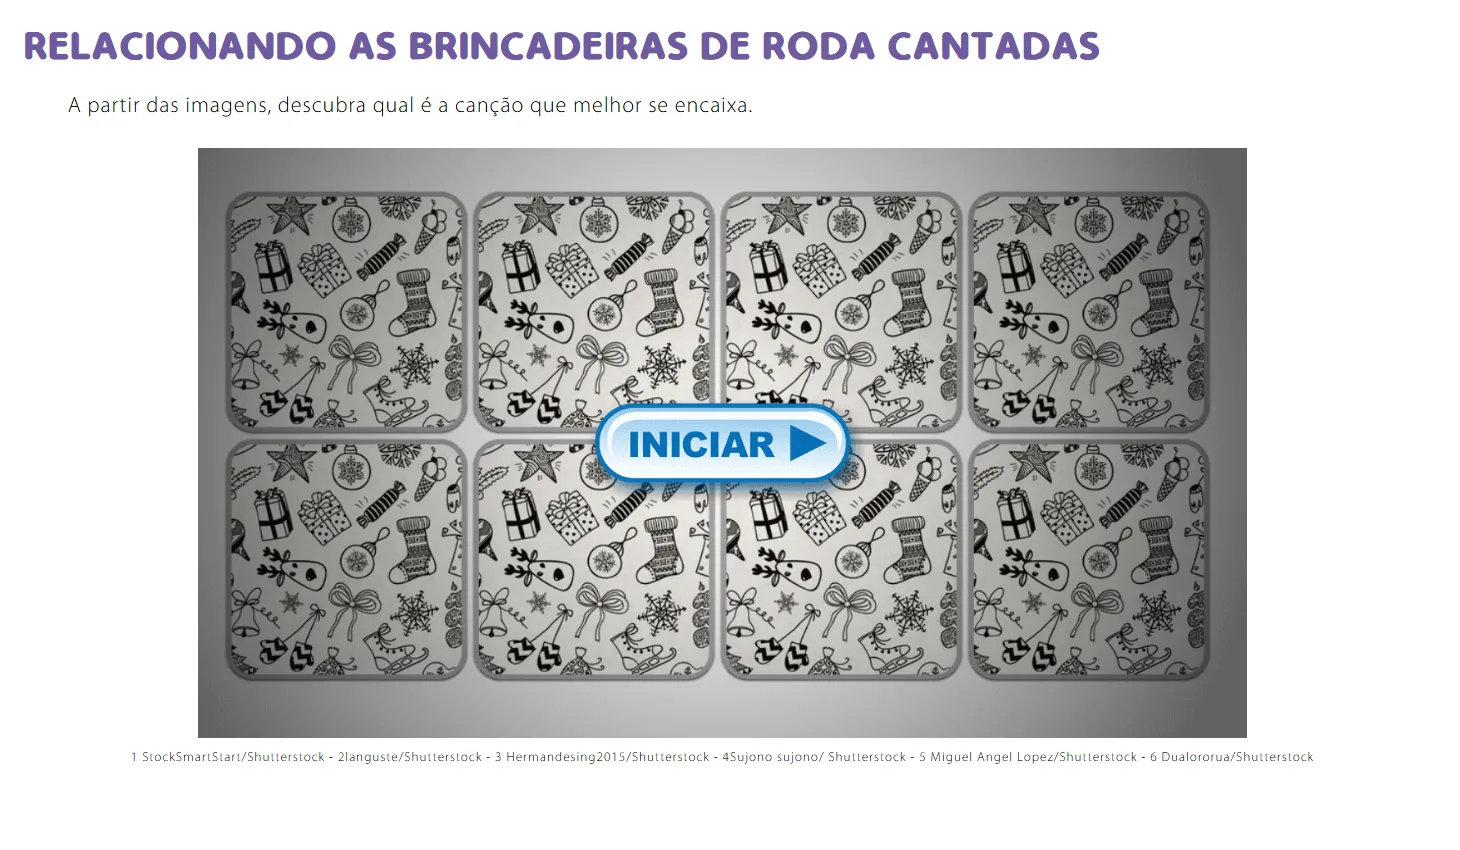 RELACIONANDO AS BRINCADEIRAS DE RODA CANTADAS
A partir das imagens, descubra qual é a canção que melhor se encaixa.
INICIAR
1 StockSmartStart/Shutterstock - 2languste/Shutterstock - 3 Hermandesing2015/Shutterstock - 4Sujono sujono/ Shutterstock - 5 Miguel Angel Lopez/Shutterstock - 6 Dualororua/Shutterstock